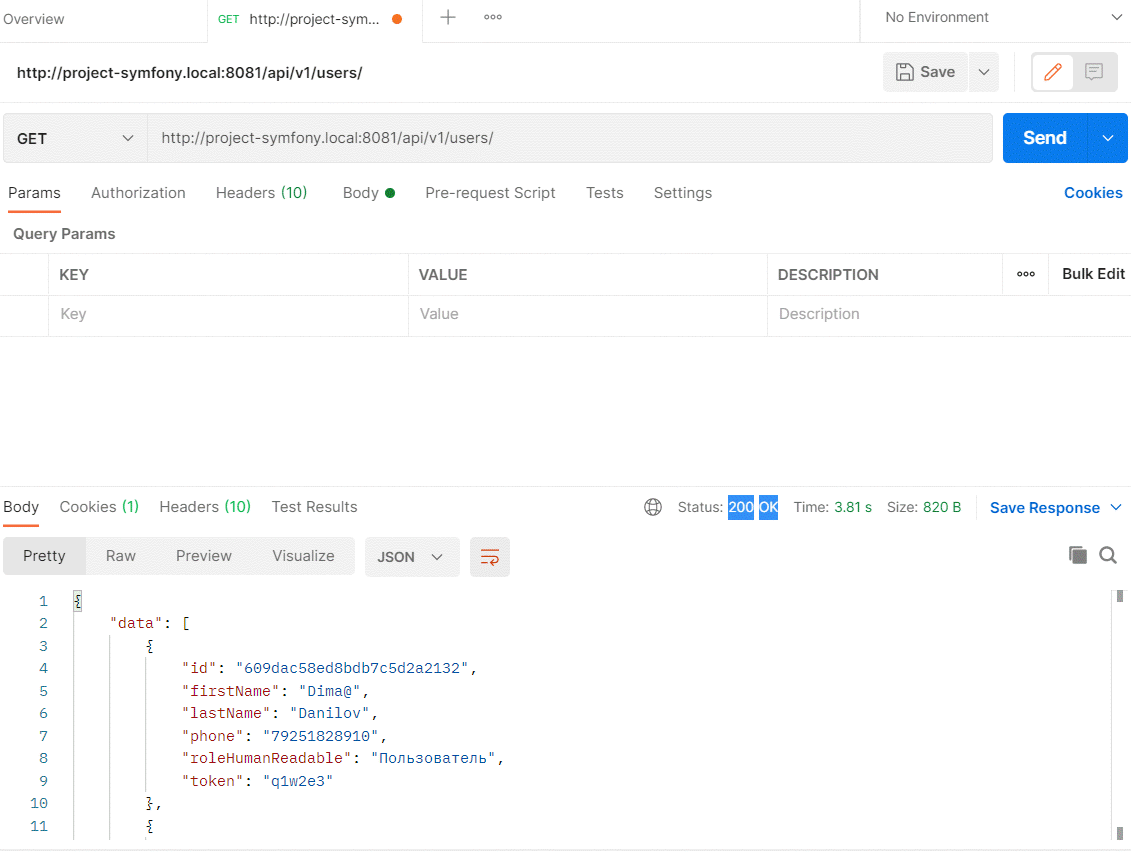 Overview
GET http://project-sym...
No Environment
http://project-symfony.local:8081/api/v1/users/
Save
GET http://project-symfony.local:8081/api/v1/users/ Send
Params Authorization Headers (10) Body Pre-request Script Tests Settings Cookies
Query Params
KEY VALUE DESCRIPTION Bulk Edit
Key Value Description
Body Cookies (1) Headers (10) Test Results Status: 200 OK Time: 3.81 s Size: 820 B Save Response
Pretty Raw Preview Visualize JSON
1 {
2 "data": [
3 {
4 "id": "609dac58ed8bdb7c5d2a2132",
5 "firstName": "Dima@",
6 "lastName": "Danilov",
7 "phone": "79251828910",
8 "roleHumanReadable": "Пользователь",
9 "token": "q1w2e3"
10 },
11 {